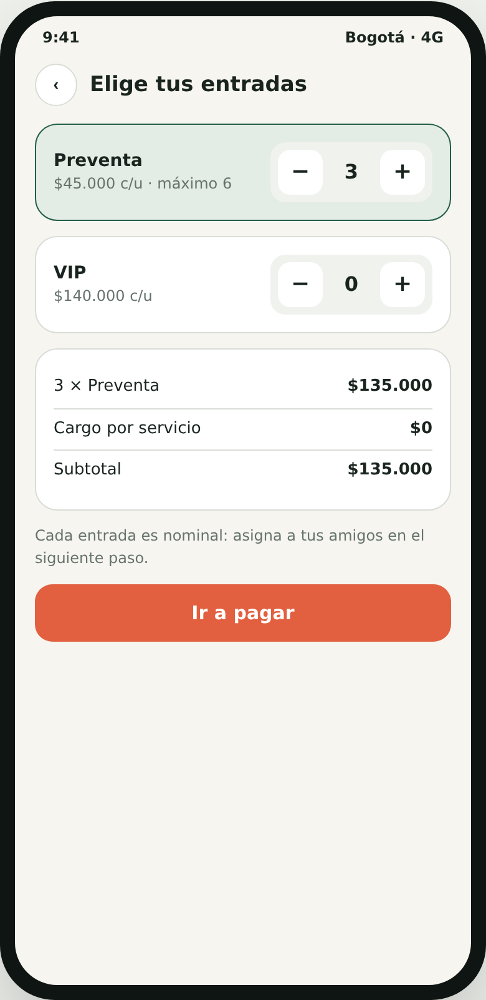 9:41 Bogotá · 4G
‹ Elige tus entradas
Preventa
$45.000 c/u · máximo 6
− 3 +
VIP
$140.000 c/u
− 0 +
3 × Preventa $135.000
Cargo por servicio $0
Subtotal $135.000
Cada entrada es nominal: asigna a tus amigos en el
siguiente paso.
Ir a pagar